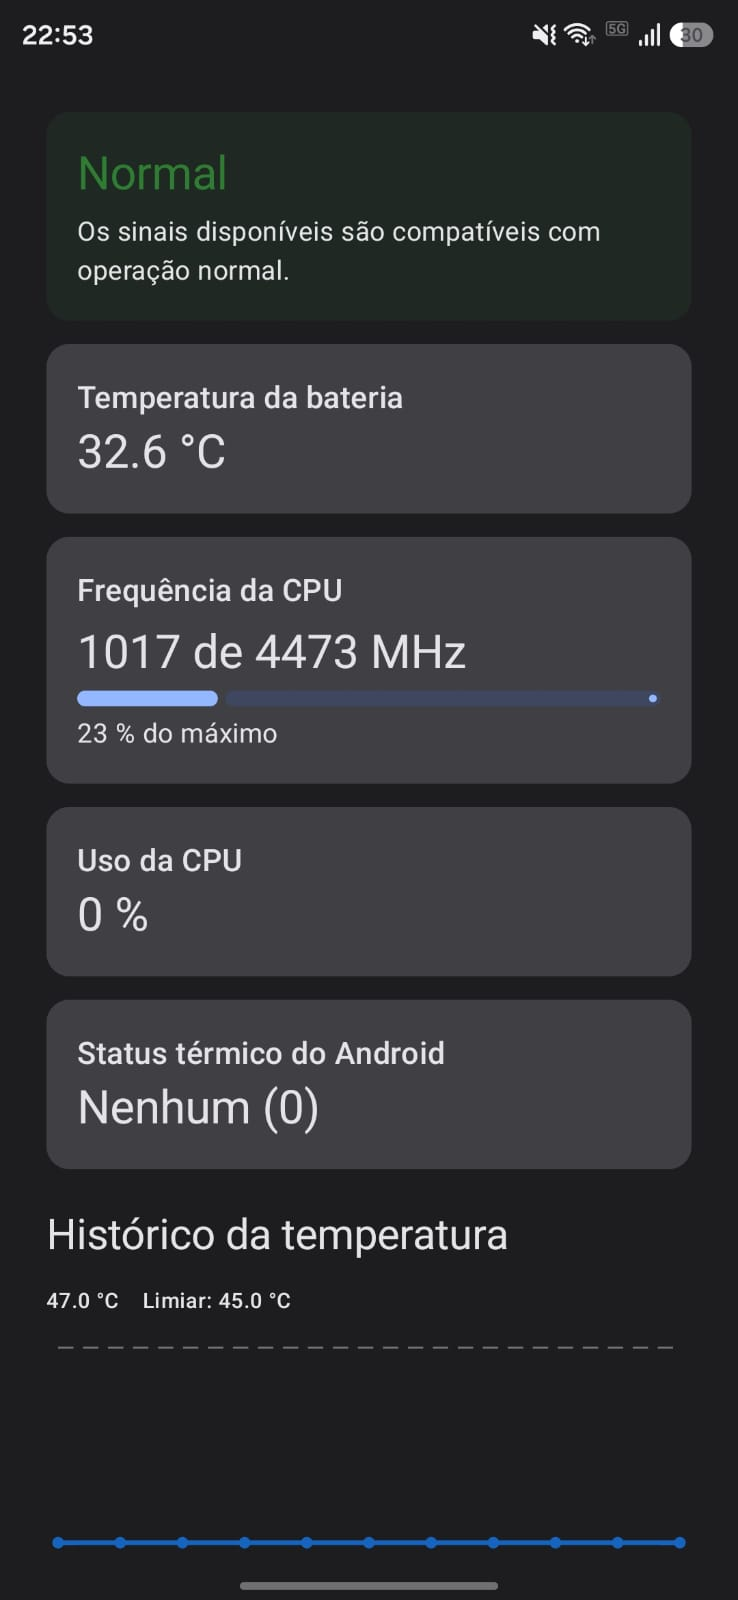 22:53
5G
30
Normal
Os sinais disponíveis são compatíveis com
operação normal.
Temperatura da bateria
32.6 °C
Frequência da CPU
1017 de 4473 MHz
23 % do máximo
Uso da CPU
0 %
Status térmico do Android
Nenhum (0)
Histórico da temperatura
47.0 °C Limiar: 45.0 °C